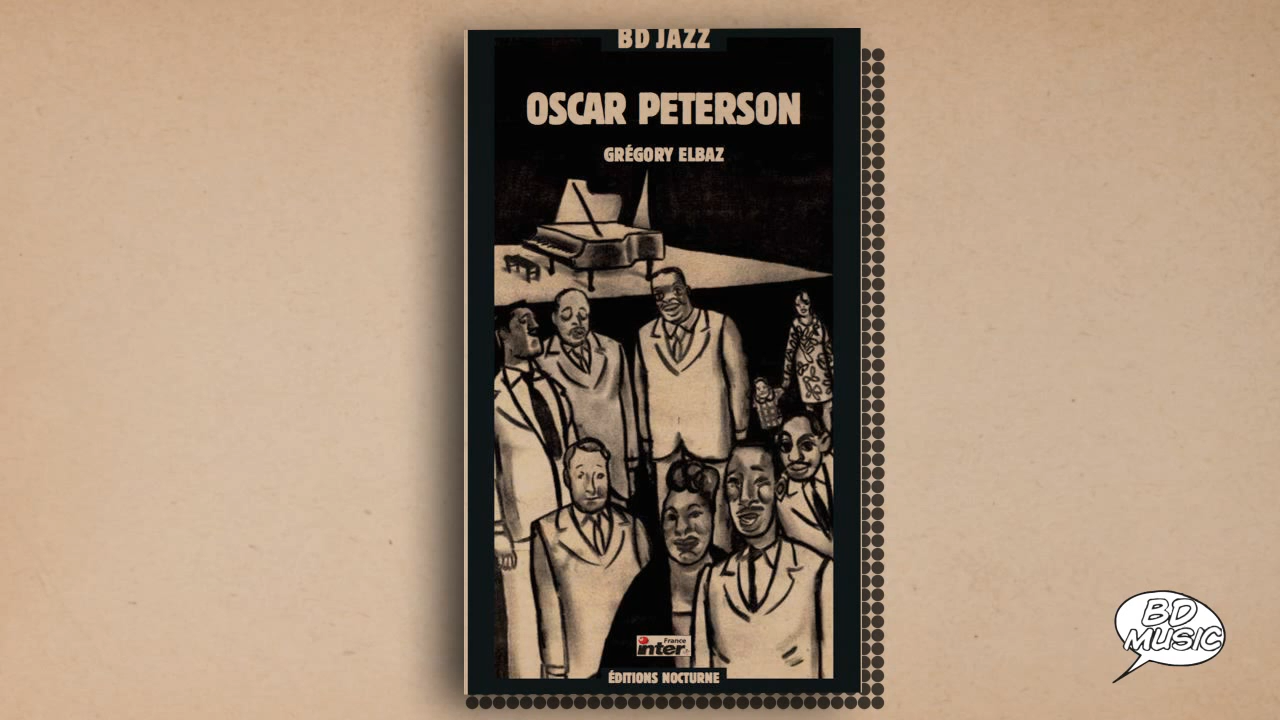 BD JAZZ
OSCAR PETERSON
GRÉGORY ELBAZ
France
inter
ÉDITIONS NOCTURNE
BD
MUSIC